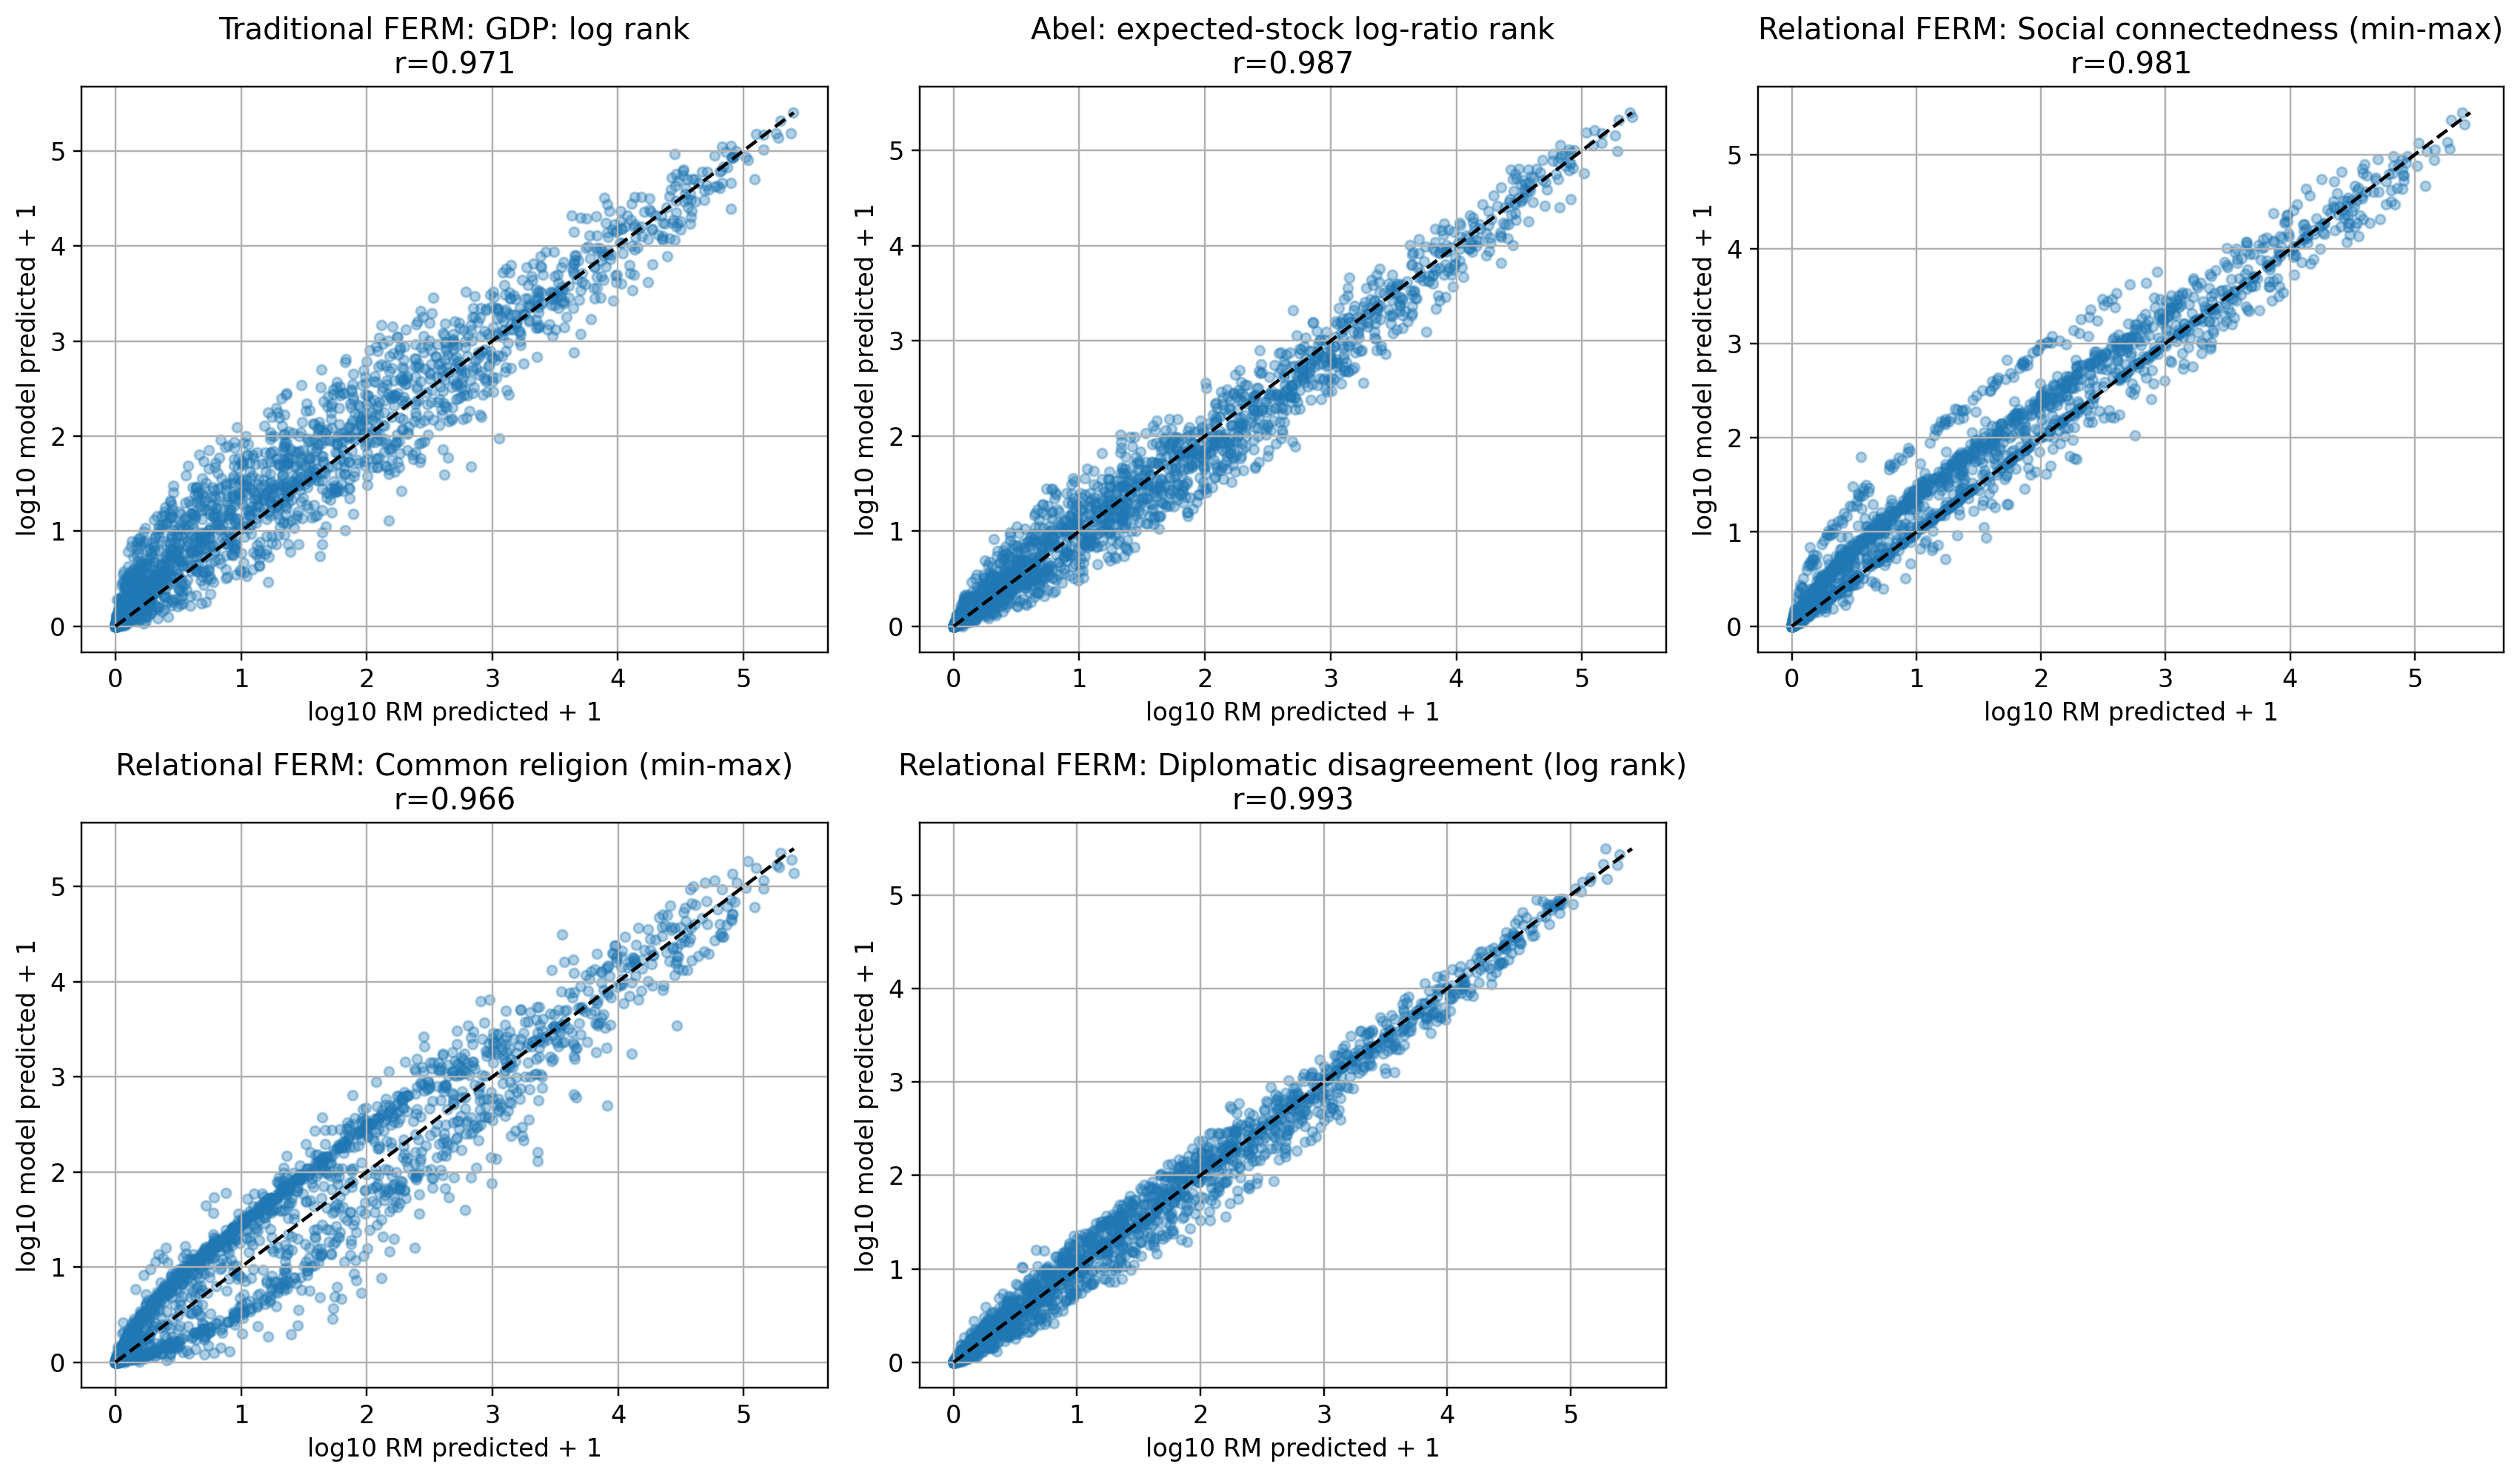 Traditional FERM: GDP: log rank
r=0.971
log10 model predicted + 1
5
4
3
2
1
0
0 1 2 3 4 5
log10 RM predicted + 1
Abel: expected-stock log-ratio rank
r=0.987
log10 model predicted + 1
5
4
3
2
1
0
0 1 2 3 4 5
log10 RM predicted + 1
Relational FERM: Social connectedness (min-max)
r=0.981
log10 model predicted + 1
5
4
3
2
1
0
0 1 2 3 4 5
log10 RM predicted + 1
Relational FERM: Common religion (min-max)
r=0.966
log10 model predicted + 1
5
4
3
2
1
0
0 1 2 3 4 5
log10 RM predicted + 1
Relational FERM: Diplomatic disagreement (log rank)
r=0.993
log10 model predicted + 1
5
4
3
2
1
0
0 1 2 3 4 5
log10 RM predicted + 1